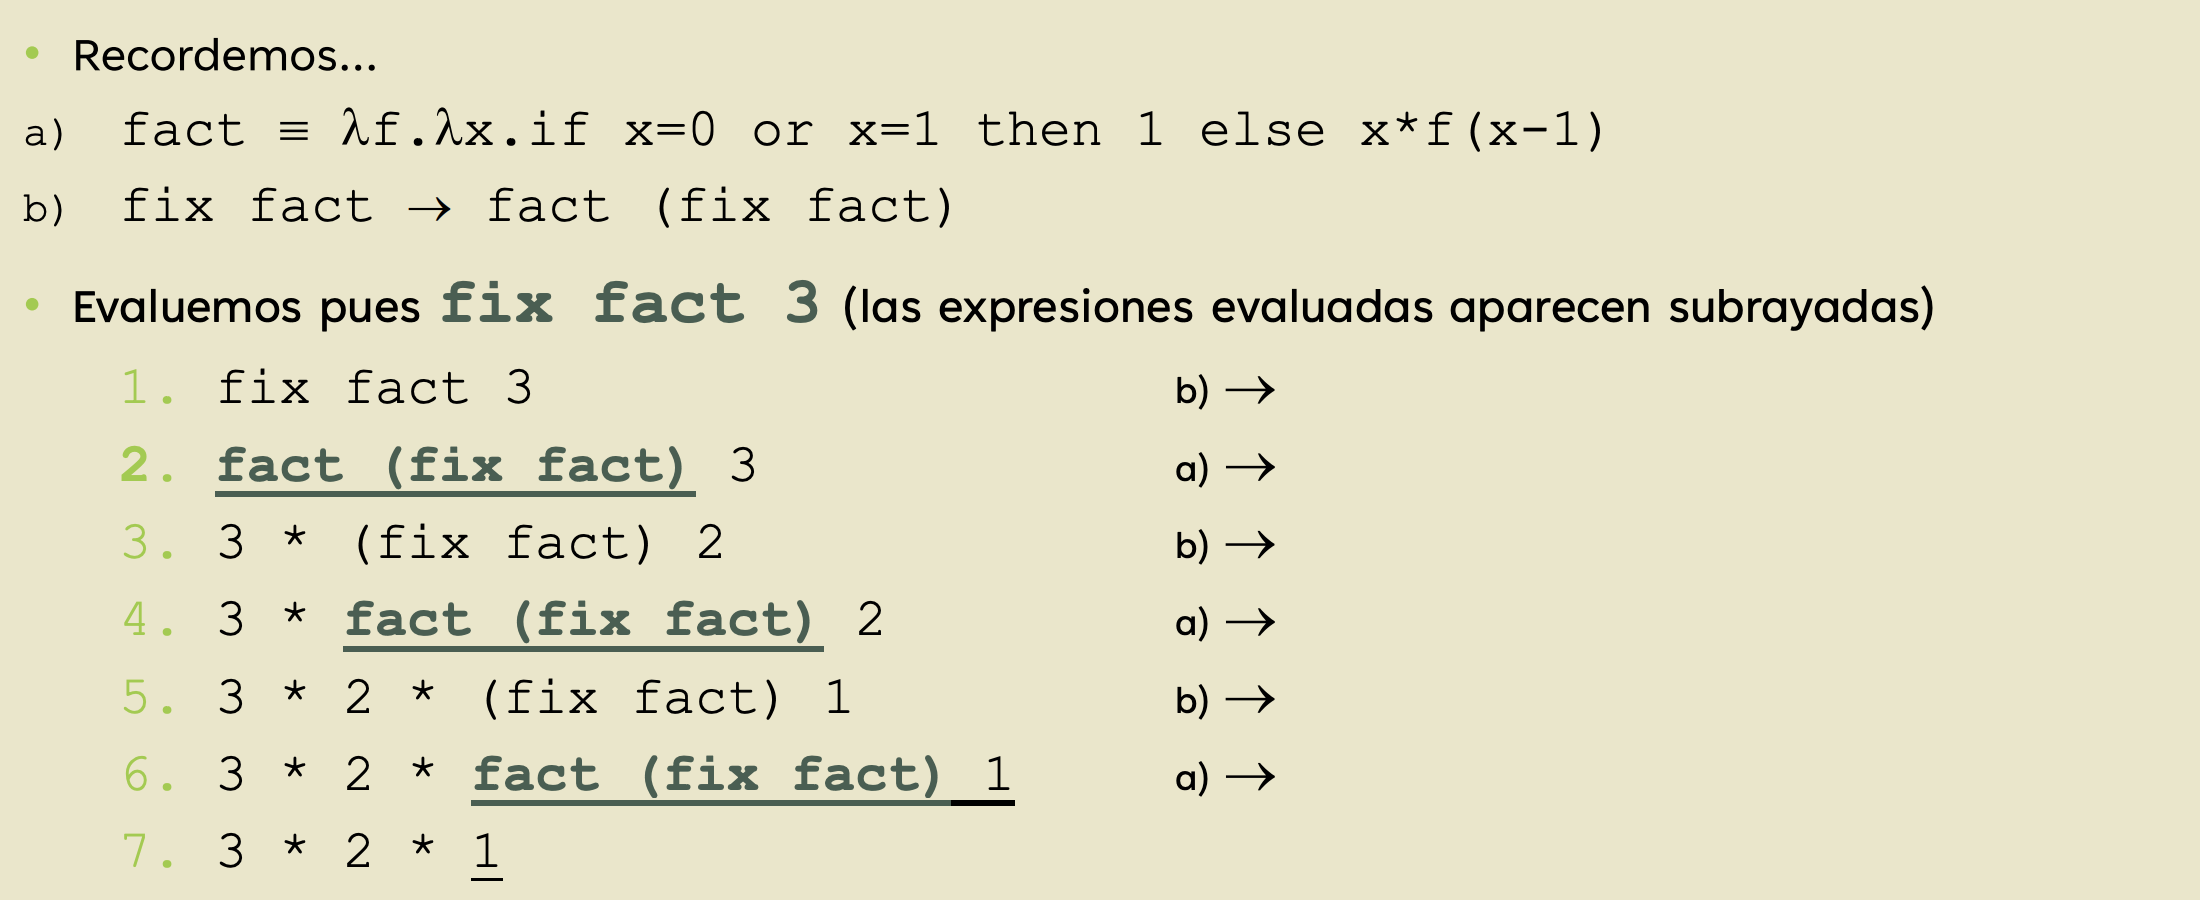 • Recordemos...
a) fact ≡ λf.λx.if x=0 or x=1 then 1 else x*f(x-1)
b) fix fact → fact (fix fact)
• Evaluemos pues fix fact 3 (las expresiones evaluadas aparecen subrayadas)
1. fix fact 3 b) →
2. fact (fix fact) 3 a) →
3. 3 * (fix fact) 2 b) →
4. 3 * fact (fix fact) 2 a) →
5. 3 * 2 * (fix fact) 1 b) →
6. 3 * 2 * fact (fix fact) 1 a) →
7. 3 * 2 * 1